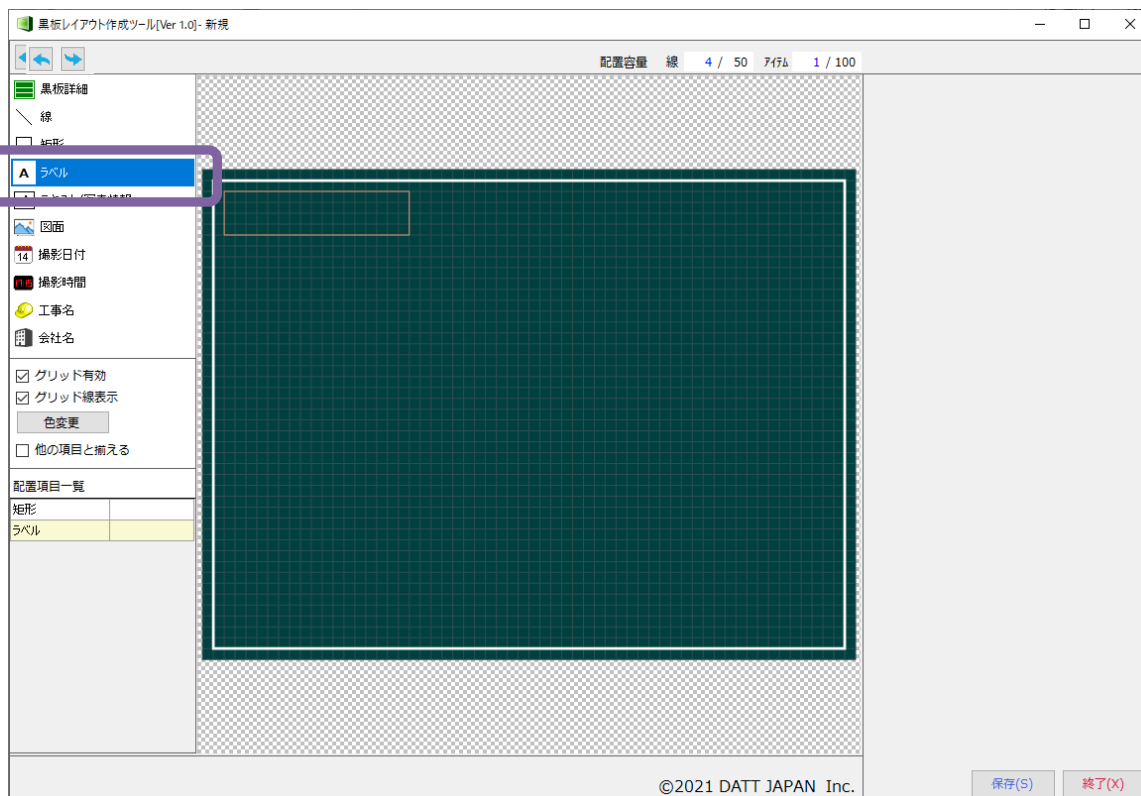 黒板レイアウト作成ツール[Ver 1.0]- 新規
配置容量 線 4 / 50 ｱｲﾃﾑ 1 / 100
黒板詳細
線
矩形
A ラベル
図面
14 撮影日付
撮影時間
工事名
会社名
グリッド有効
グリッド線表示
色変更
他の項目と揃える
配置項目一覧
矩形
ラベル
©2021 DATT JAPAN Inc.
保存(S) 終了(X)